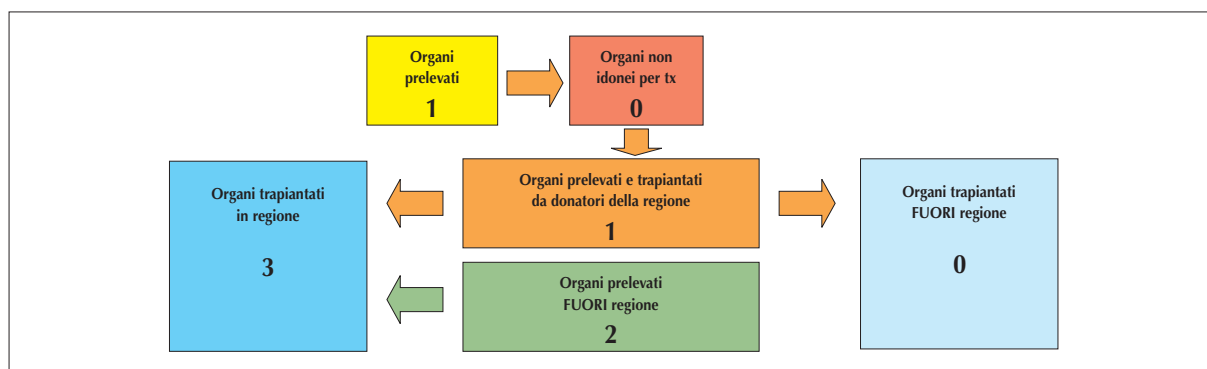 Organi
prelevati
1
Organi non
idonei per tx
0
Organi trapiantati
in regione
3
Organi prelevati e trapiantati
da donatori della regione
1
Organi trapiantati
FUORI regione
0
Organi prelevati
FUORI regione
2